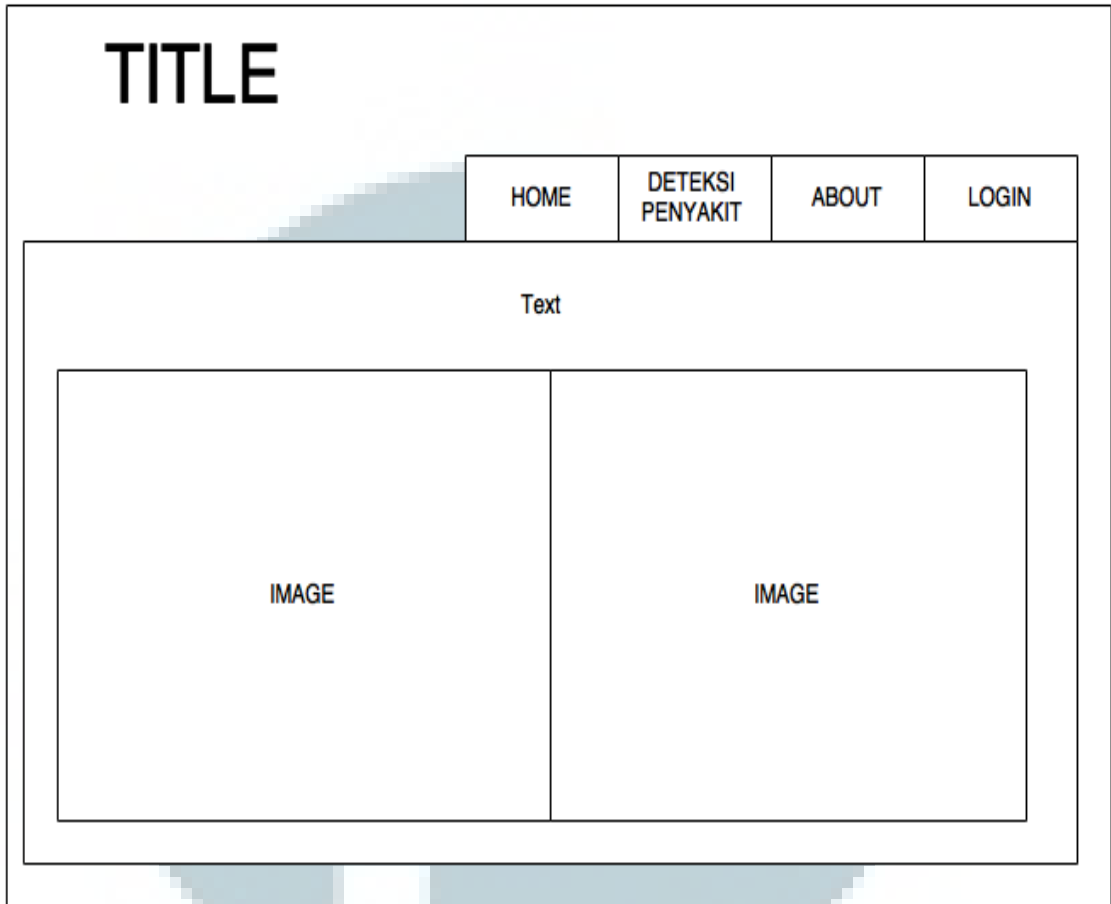 TITLE
HOME
DETEKSI
PENYAKIT
ABOUT
LOGIN
Text
IMAGE
IMAGE